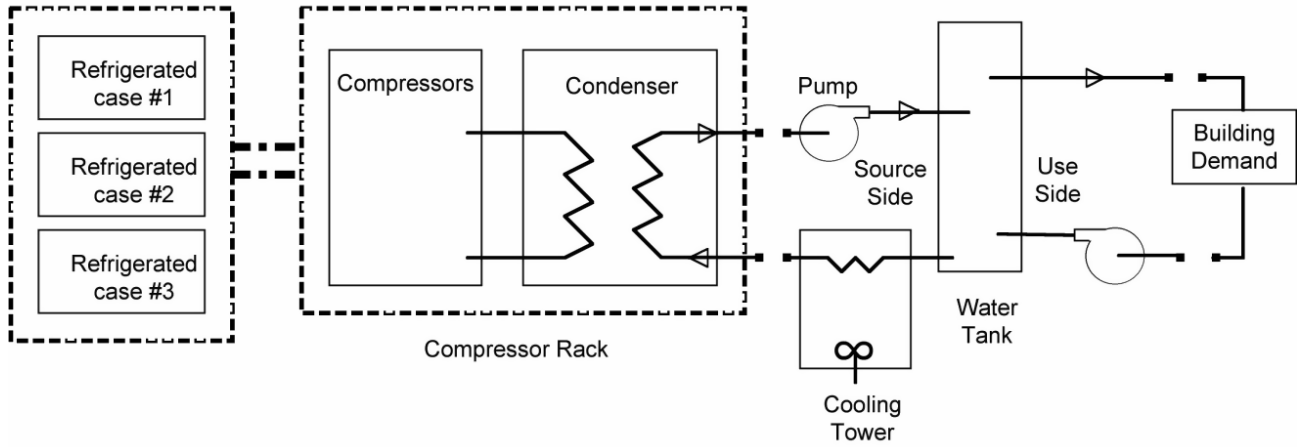 Refrigerated
case #1
Refrigerated
case #2
Refrigerated
case #3
Compressors
Condenser
Compressor Rack
Pump
Source
Side
Cooling
Tower
Water
Tank
Use
Side
Building
Demand